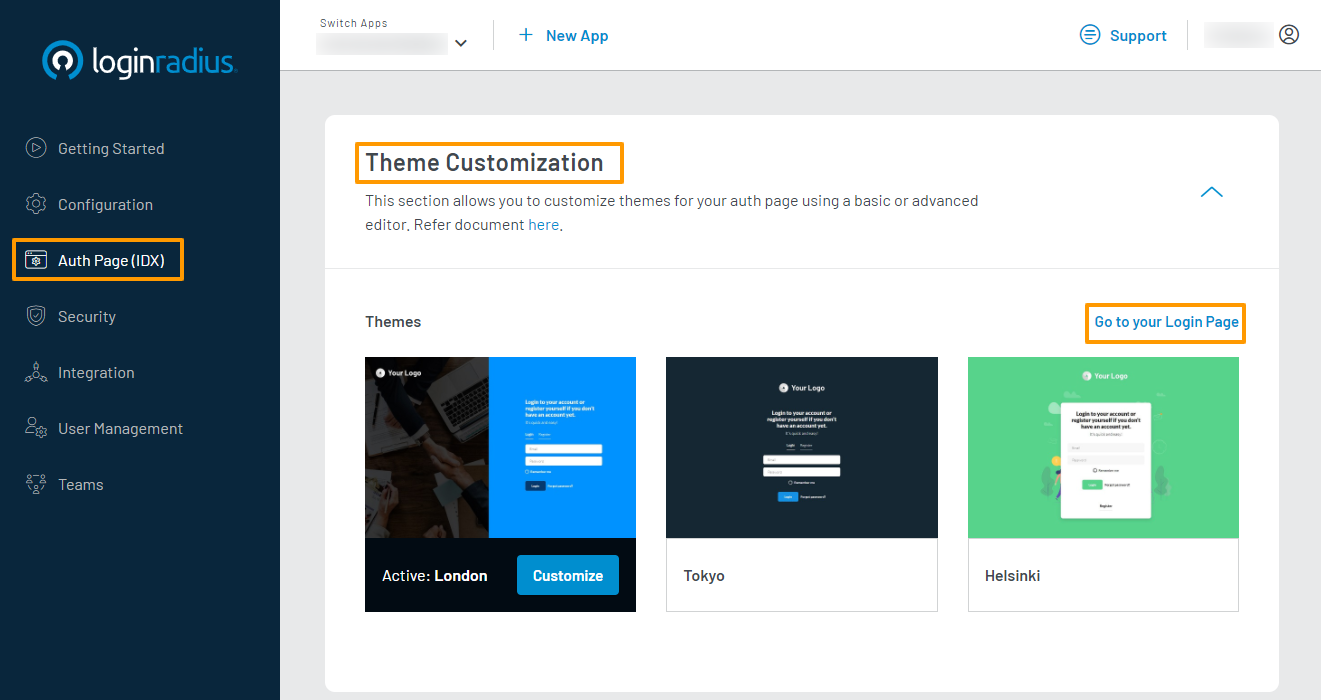 loginradius
Switch Apps
New App
Support
Getting Started
Configuration
Auth Page (IDX)
Security
Integration
User Management
Teams
Theme Customization
This section allows you to customize themes for your auth page using a basic or advanced
editor. Refer document here.
Themes
Go to your Login Page
Your Logo
Login to your account or
register yourself if you don't
have an account yet.
It's quick and easy!
Login Register
Email
Password
Remember me
Login Forgot password?
Active: London
Customize
Your Logo
Login to your account or
register yourself if you don't
have an account yet.
It's quick and easy!
Login Register
Email
Password
Remember me
Login Forgot password?
Tokyo
Your Logo
Login to your account or
register yourself if you don't
have an account yet.
It's quick and easy!
Email
Password
Remember me
Login Forgot password?
Register
Helsinki